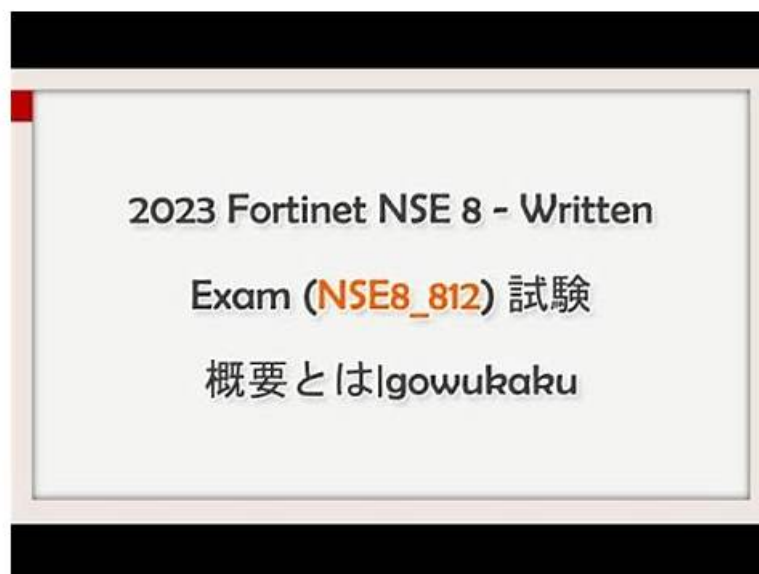 2023 Fortinet NSE 8 - Written
Exam (NSE8_812) 試験
概要とは|gowukaku